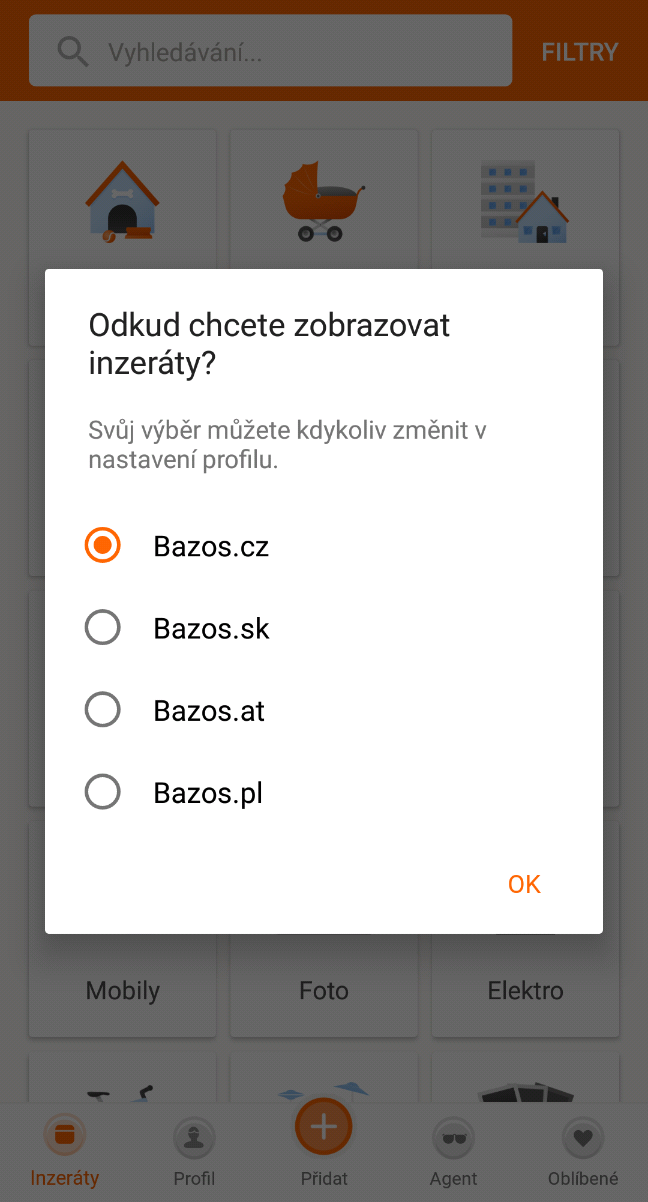 Vyhledávání...
FILTRY
Odkud chcete zobrazovat
inzeráty?
Svůj výběr můžete kdykoliv změnit v
nastavení profilu.
Bazos.cz
Bazos.sk
Bazos.at
Bazos.pl
OK
Mobily
Foto
Elektro
Inzeráty
Profil
Přidat
Agent
Oblíbené